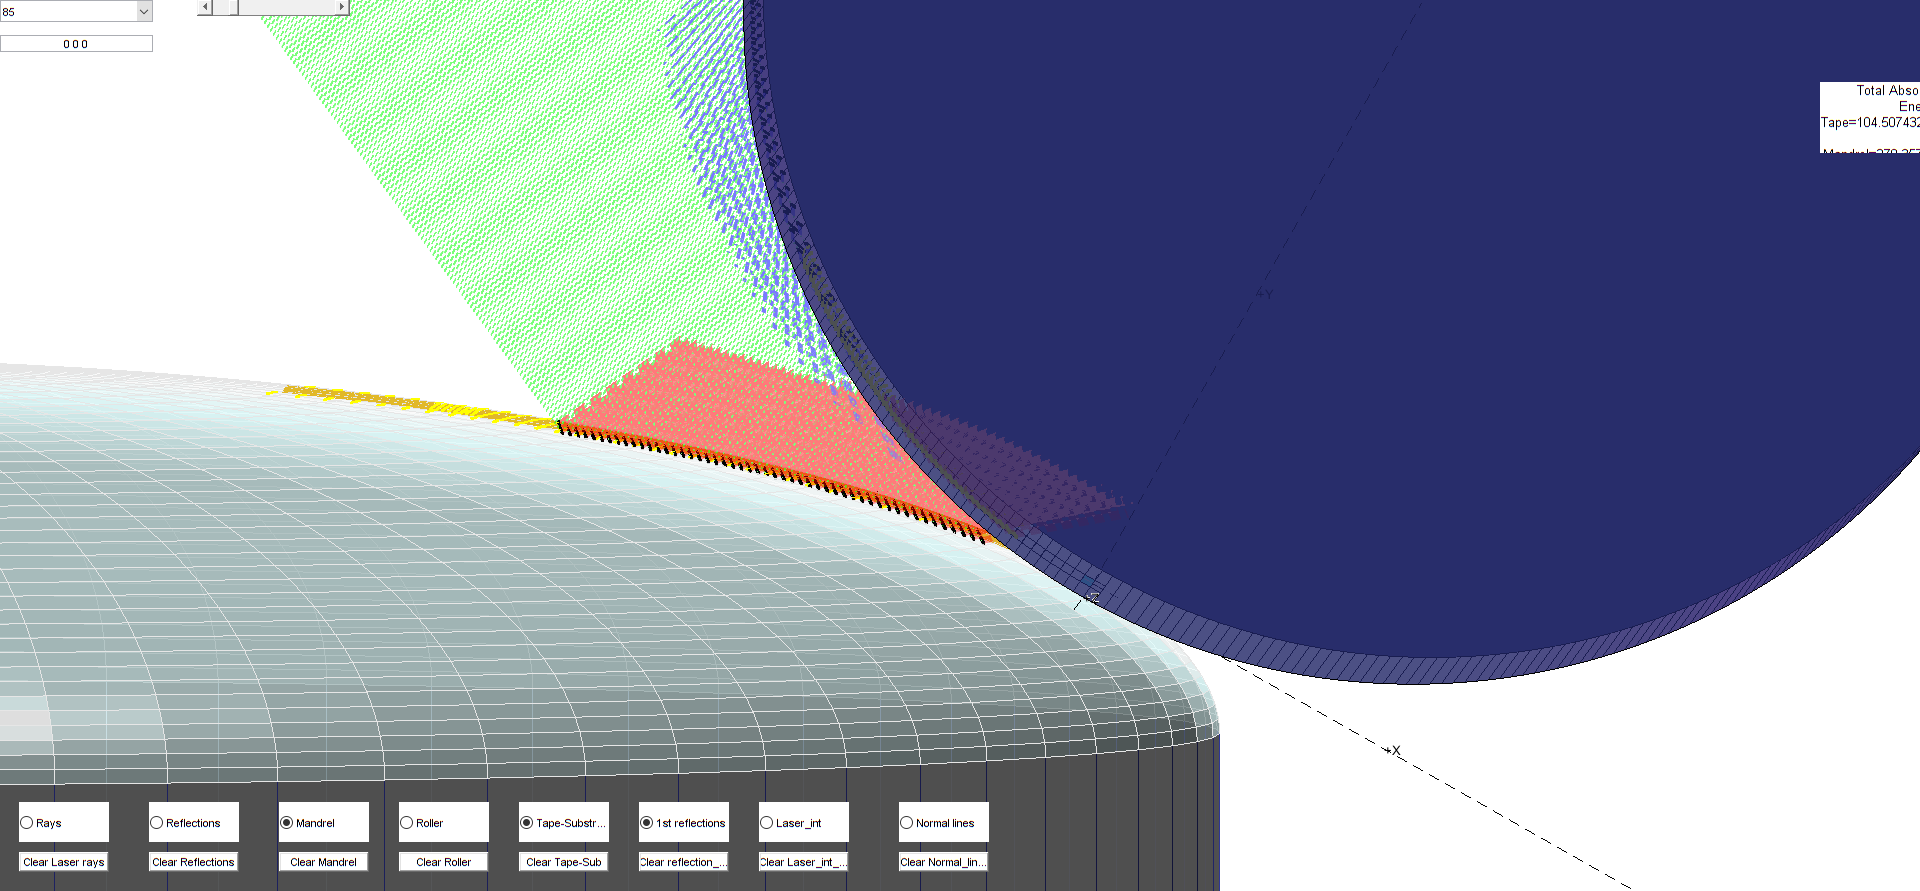 85
0 0 0
Total Abso
Ene
Tape=104.507432
+Y
+Z
+X
Rays
Reflections
Mandrel
Roller
Tape-Substr...
1st reflections
Laser_int
Normal lines
Clear Laser rays
Clear Reflections
Clear Mandrel
Clear Roller
Clear Tape-Sub
Clear reflection_...
Clear Laser_int_...
Clear Normal_lin...